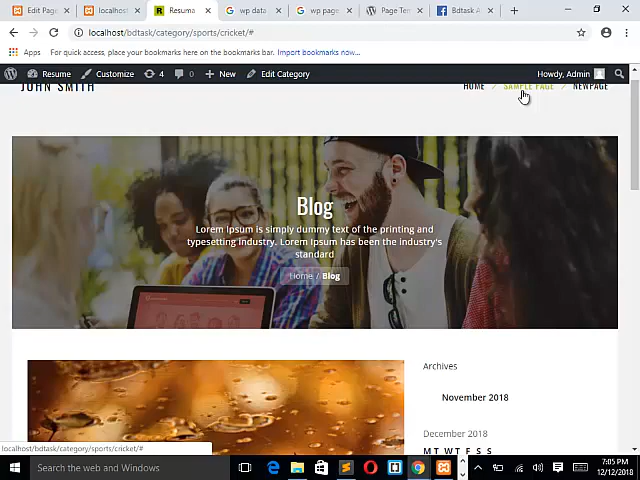 Edit Page
localhost
Resuma
wp data
wp page
Page Ten
Bdtask A
localhost/bdtask/category/sports/cricket/#
Apps For quick access, place your bookmarks here on the bookmarks bar. Import bookmarks now...
Resume Customize 4 0 New Edit Category Howdy, Admin
JOHN SMITH HOME / SAMPLE PAGE / NEWPAGE
Blog
Lorem Ipsum is simply dummy text of the printing and
typesetting industry. Lorem Ipsum has been the industry's
standard
Home / Blog
Archives
November 2018
December 2018
M T W T F S S
localhost/bdtask/category/sports/cricket/#
Search the web and Windows
7:05 PM
12/12/2018